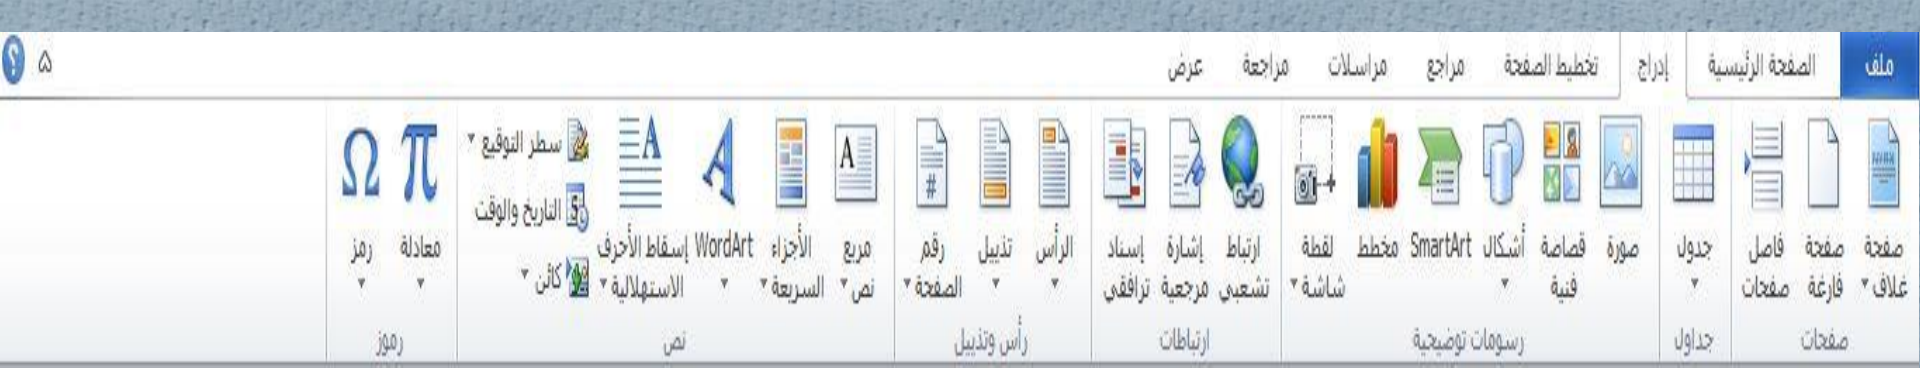 ملف الصفحة الرئيسية إدراج تخطيط الصفحة مراجع مراسلات مراجعة عرض
صفحة غلاف
صفحة فارغة
فاصل صفحات
صفحات
جدول
جداول
صورة
قصاصة فنية
أشكال
SmartArt
مخطط
لقطة شاشة
رسومات توضيحية
ارتباط تشعبي
إشارة مرجعية
إسناد ترافقي
ارتباطات
الرأس
تذييل
رقم الصفحة
رأس وتذييل
مربع نص
الأجزاء السريعة
WordArt
إسقاط الأحرف الاستهلالية
سطر التوقيع
التاريخ والوقت
كائن
نص
معادلة
رمز
رموز